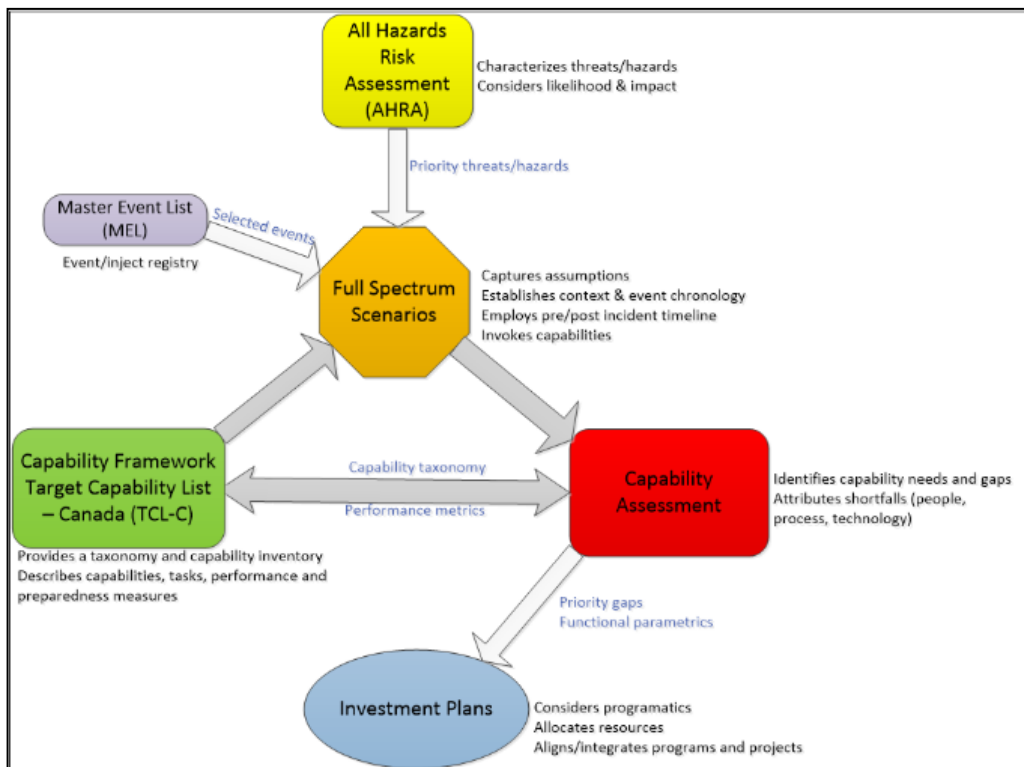 All Hazards
Risk
Assessment
(AHRA)
Characterizes threats/hazards
Considers likelihood & impact
Priority threats/hazards
Master Event List
(MEL)
Selected events
Event/inject registry
Full Spectrum
Scenarios
Captures assumptions
Establishes context & event chronology
Employs pre/post incident timeline
Invokes capabilities
Capability Framework
Target Capability List
– Canada (TCL-C)
Capability taxonomy
Performance metrics
Capability
Assessment
Identifies capability needs and gaps
Attributes shortfalls (people,
process, technology)
Provides a taxonomy and capability inventory
Describes capabilities, tasks, performance and
preparedness measures
Priority gaps
Functional parametrics
Investment Plans
Considers programatics
Allocates resources
Aligns/integrates programs and projects